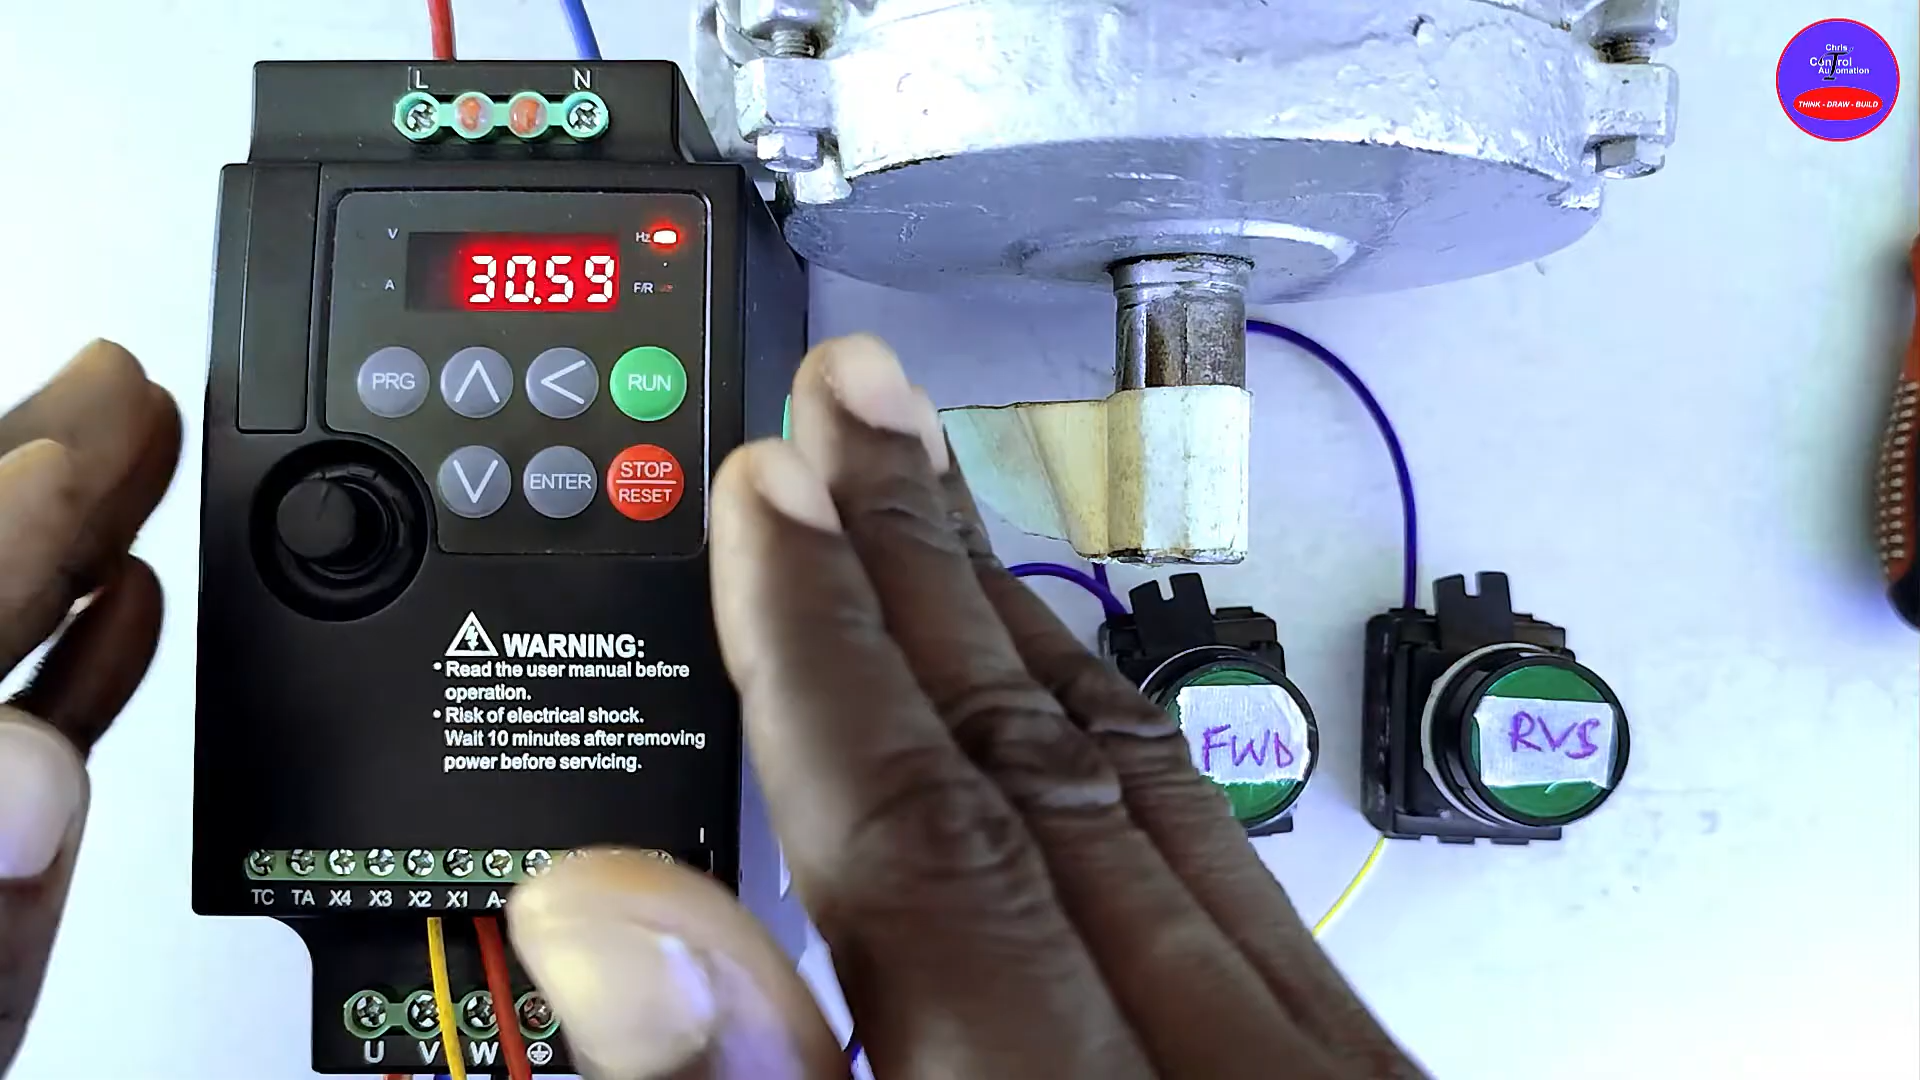 L N
Chris
Control
Automation
THINK - DRAW - BUILD
V
Hz
30.59
A
F/R
PRG
RUN
ENTER
STOP
RESET
WARNING:
• Read the user manual before
operation.
• Risk of electrical shock.
Wait 10 minutes after removing
power before servicing.
FWD
RVS
TC TA X4 X3 X2 X1 A-
U V W